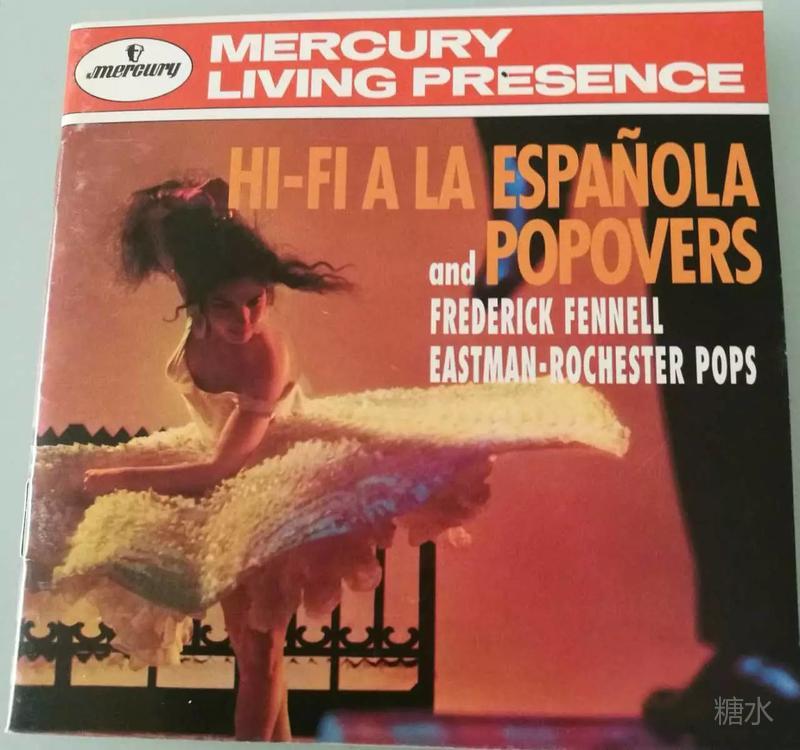 mercury
MERCURY
LIVING PRESENCE
HI-FI A LA ESPAÑOLA
and POPOVERS
FREDERICK FENNELL
EASTMAN-ROCHESTER POPS
糖水